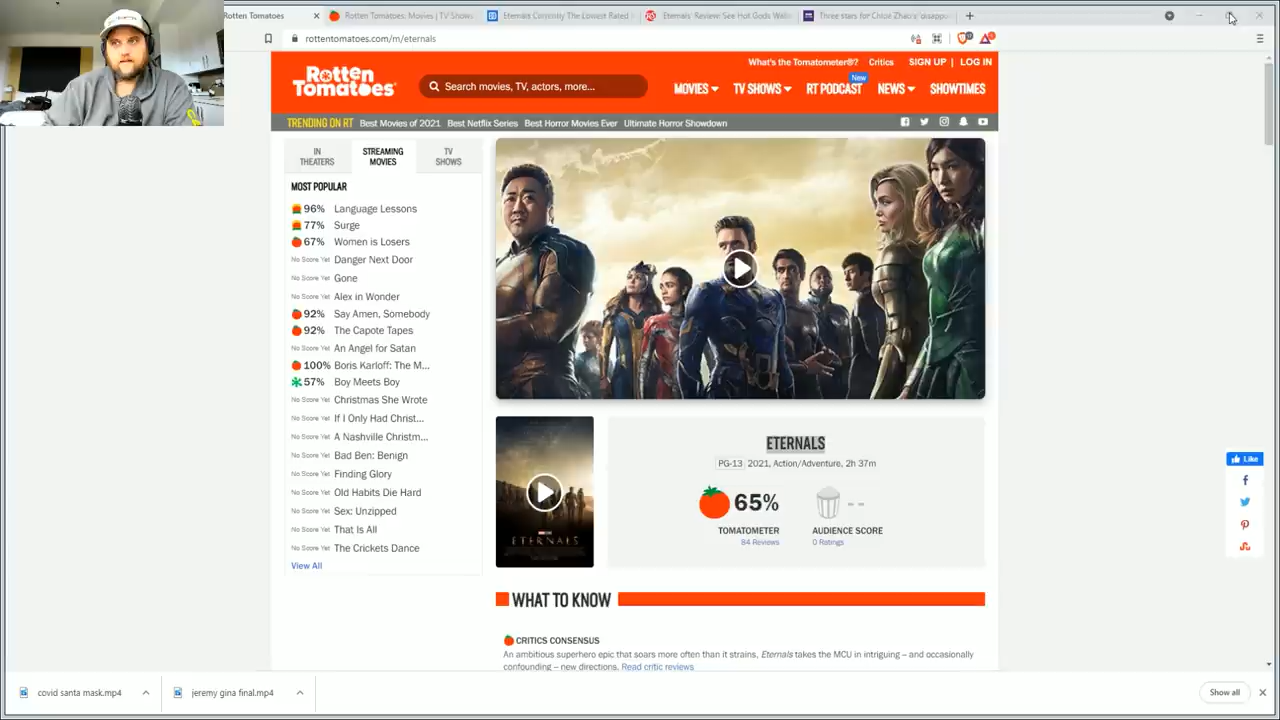 Rotten Tomatoes
Rotten Tomatoes: Movies | TV Shows
Eternals Currently The Lowest Rated
Eternals' Review: See Hot Gods
Three stars for Chloé Zhao's
rottentomatoes.com/m/eternals
What's the Tomatometer®? Critics SIGN UP | LOG IN
Rotten Tomatoes
Search movies, TV, actors, more...
New
MOVIES TV SHOWS RT PODCAST NEWS SHOWTIMES
TRENDING ON RT Best Movies of 2021 Best Netflix Series Best Horror Movies Ever Ultimate Horror Showdown
IN THEATERS
STREAMING MOVIES
TV SHOWS
MOST POPULAR
96% Language Lessons
77% Surge
67% Women is Losers
No Score Yet Danger Next Door
No Score Yet Gone
No Score Yet Alex in Wonder
92% Say Amen, Somebody
92% The Capote Tapes
No Score Yet An Angel for Satan
100% Boris Karloff: The M...
57% Boy Meets Boy
No Score Yet Christmas She Wrote
No Score Yet If I Only Had Christ...
No Score Yet A Nashville Christm...
No Score Yet Bad Ben: Benign
No Score Yet Finding Glory
No Score Yet Old Habits Die Hard
No Score Yet Sex: Unzipped
No Score Yet That Is All
No Score Yet The Crickets Dance
View All
ETERNALS
ETERNALS
PG-13 2021, Action/Adventure, 2h 37m
65% - -
TOMATOMETER AUDIENCE SCORE
84 Reviews 0 Ratings
Like
WHAT TO KNOW
CRITICS CONSENSUS
An ambitious superhero epic that soars more often than it strains, Eternals takes the MCU in intriguing – and occasionally
confounding – new directions. Read critic reviews
covid santa mask.mp4
jeremy gina final.mp4
Show all